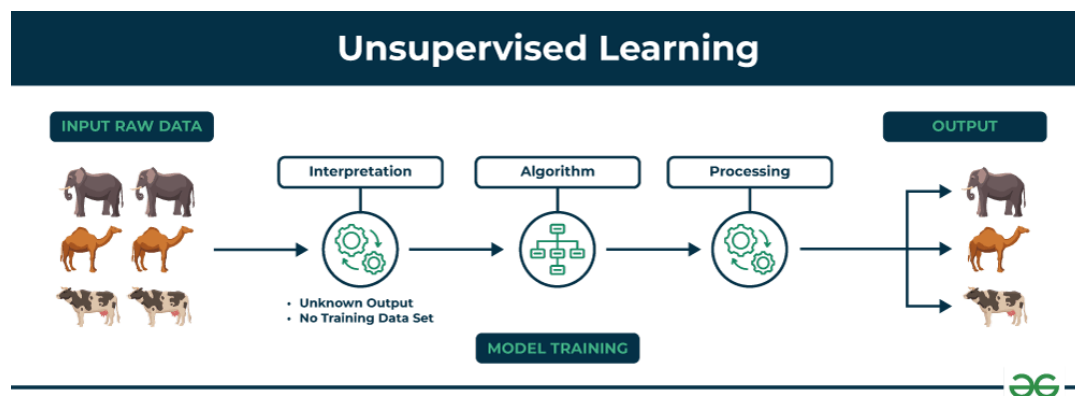 Unsupervised Learning
INPUT RAW DATA
OUTPUT
Interpretation
Algorithm
Processing
• Unknown Output
• No Training Data Set
MODEL TRAINING